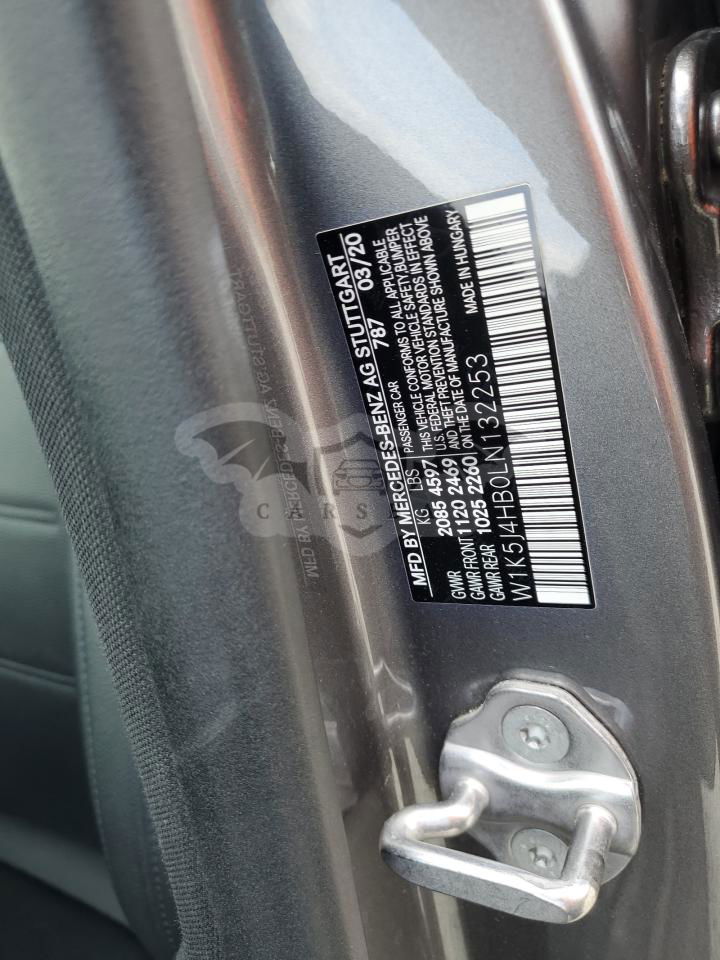 MFD BY MERCEDES-BENZ AG STUTTGART
787 03/20
KG LBS
GVWR 2085 4597
GAWR FRONT 1120 2469
GAWR REAR 1025 2260
PASSENGER CAR
THIS VEHICLE CONFORMS TO ALL APPLICABLE
U.S. FEDERAL MOTOR VEHICLE SAFETY,BUMPER
AND THEFT PREVENTION STANDARDS IN EFFECT
ON THE DATE OF MANUFACTURE SHOWN ABOVE
W1K5J4HB0LN132253 MADE IN HUNGARY